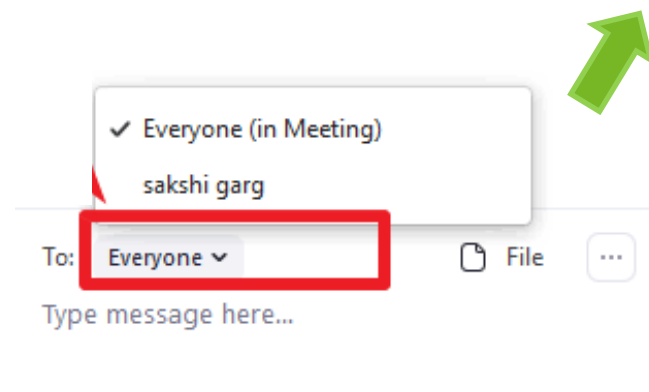 Everyone (in Meeting)
sakshi garg
To: Everyone File ...
Type message here...